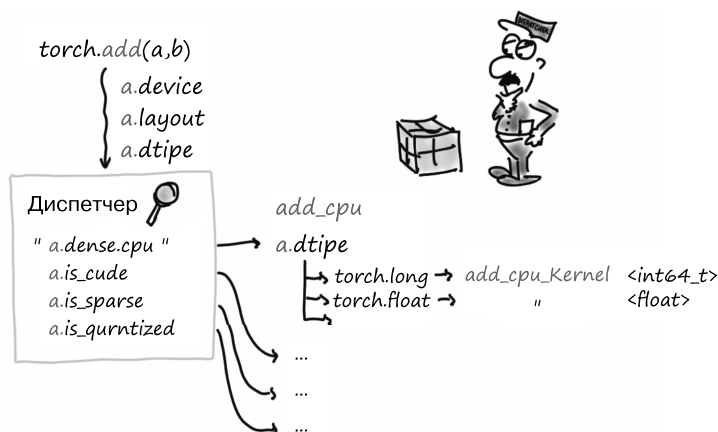 DISPATCHER
torch.add(a,b)
a.device
a.layout
a.dtipe
Диспетчер
" a.dense.cpu "
a.is_cude
a.is_sparse
a.is_qurntized
add_cpu
a.dtipe
torch.long add_cpu_Kernel <int64_t>
torch.float " <float>
...
...
...